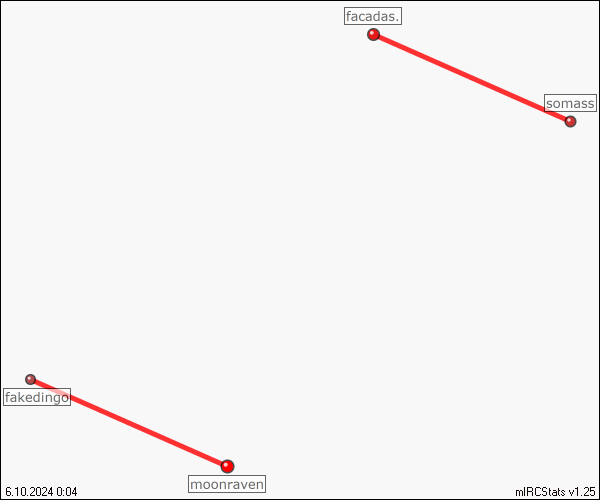 facadas.
somass
fakedingo
moonraven
6.10.2024 0:04
mIRCStats v1.25